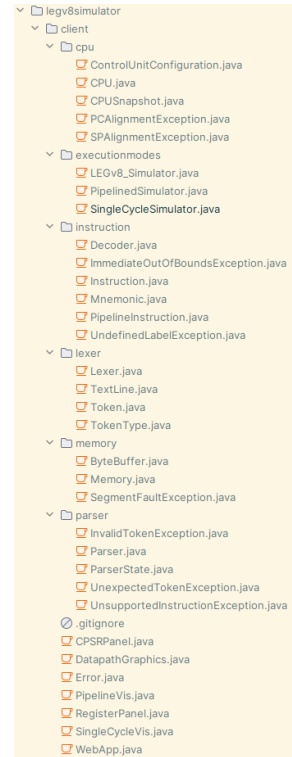 legv8simulator
client
cpu
ControlUnitConfiguration.java
CPU.java
CPUSnapshot.java
PCAlignmentException.java
SPAlignmentException.java
executionmodes
LEGv8_Simulator.java
PipelinedSimulator.java
SingleCycleSimulator.java
instruction
Decoder.java
ImmediateOutOfBoundsException.java
Instruction.java
Mnemonic.java
PipelineInstruction.java
UndefinedLabelException.java
lexer
Lexer.java
TextLine.java
Token.java
TokenType.java
memory
ByteBuffer.java
Memory.java
SegmentFaultException.java
parser
InvalidTokenException.java
Parser.java
ParserState.java
UnexpectedTokenException.java
UnsupportedInstructionException.java
.gitignore
CPSRPanel.java
DatapathGraphics.java
Error.java
PipelineVis.java
RegisterPanel.java
SingleCycleVis.java
WebApp.java